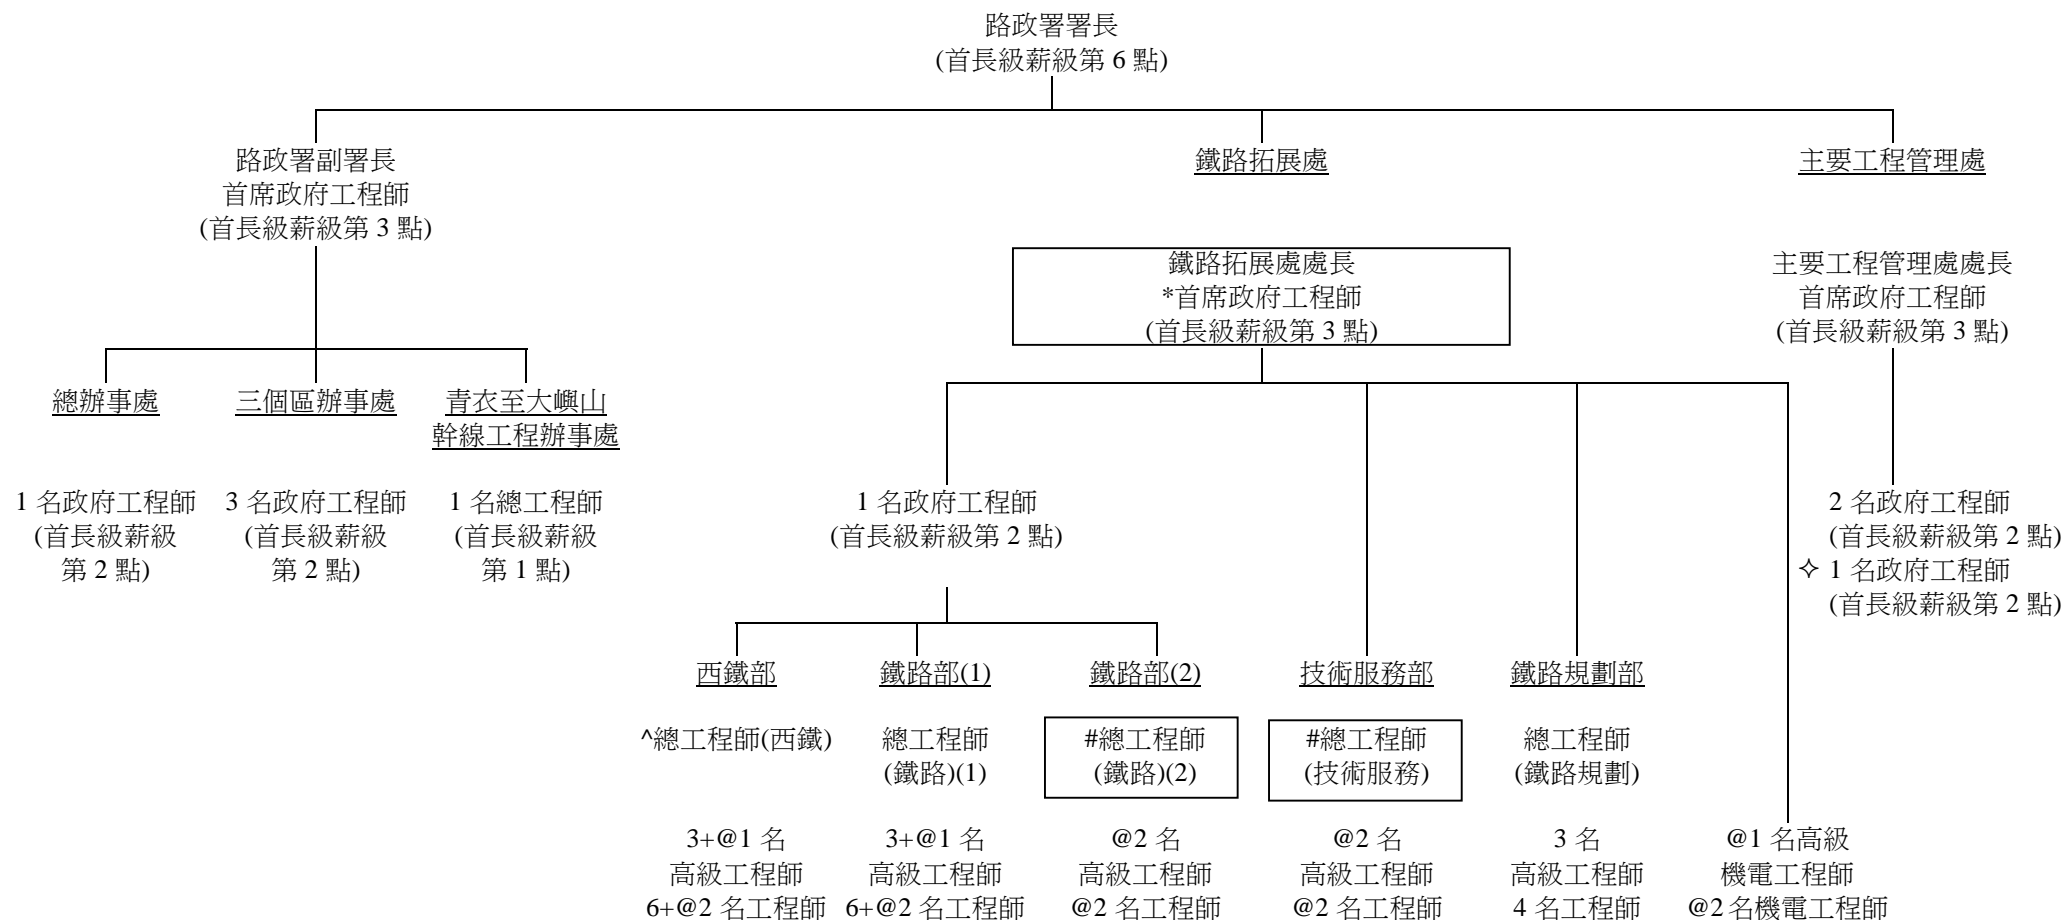 路政署署長
(首長級薪級第 6 點)
路政署副署長
首席政府工程師
(首長級薪級第 3 點)
鐵路拓展處
主要工程管理處
鐵路拓展處處長
*首席政府工程師
(首長級薪級第 3 點)
主要工程管理處處長
首席政府工程師
(首長級薪級第 3 點)
總辦事處
三個區辦事處
青衣至大嶼山
幹線工程辦事處
1 名政府工程師
(首長級薪級
第 2 點)
3 名政府工程師
(首長級薪級
第 2 點)
1 名總工程師
(首長級薪級
第 1 點)
1 名政府工程師
(首長級薪級第 2 點)
2 名政府工程師
(首長級薪級第 2 點)
✧ 1 名政府工程師
(首長級薪級第 2 點)
西鐵部
鐵路部(1)
鐵路部(2)
技術服務部
鐵路規劃部
^總工程師(西鐵)
總工程師
(鐵路)(1)
#總工程師
(鐵路)(2)
#總工程師
(技術服務)
總工程師
(鐵路規劃)
3+@1 名
高級工程師
6+@2 名工程師
3+@1 名
高級工程師
6+@2 名工程師
@2 名
高級工程師
@2 名工程師
@2 名
高級工程師
@2 名工程師
3 名
高級工程師
4 名工程師
@1 名高級
機電工程師
@2名機電工程師